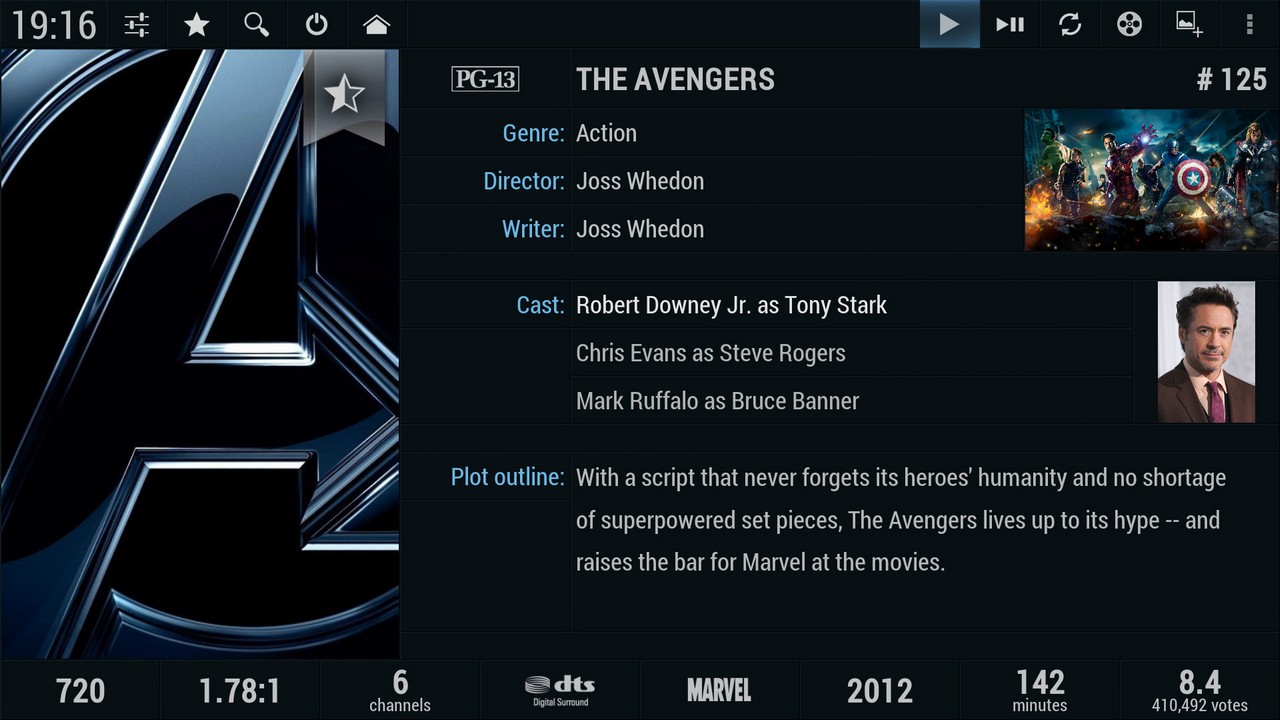 19:16
PG-13 THE AVENGERS # 125
Genre: Action
Director: Joss Whedon
Writer: Joss Whedon
Cast: Robert Downey Jr. as Tony Stark
Chris Evans as Steve Rogers
Mark Ruffalo as Bruce Banner
Plot outline: With a script that never forgets its heroes' humanity and no shortage
of superpowered set pieces, The Avengers lives up to its hype -- and
raises the bar for Marvel at the movies.
720
1.78:1
6
channels
dts
Digital Surround
MARVEL
2012
142
minutes
8.4
410,492 votes